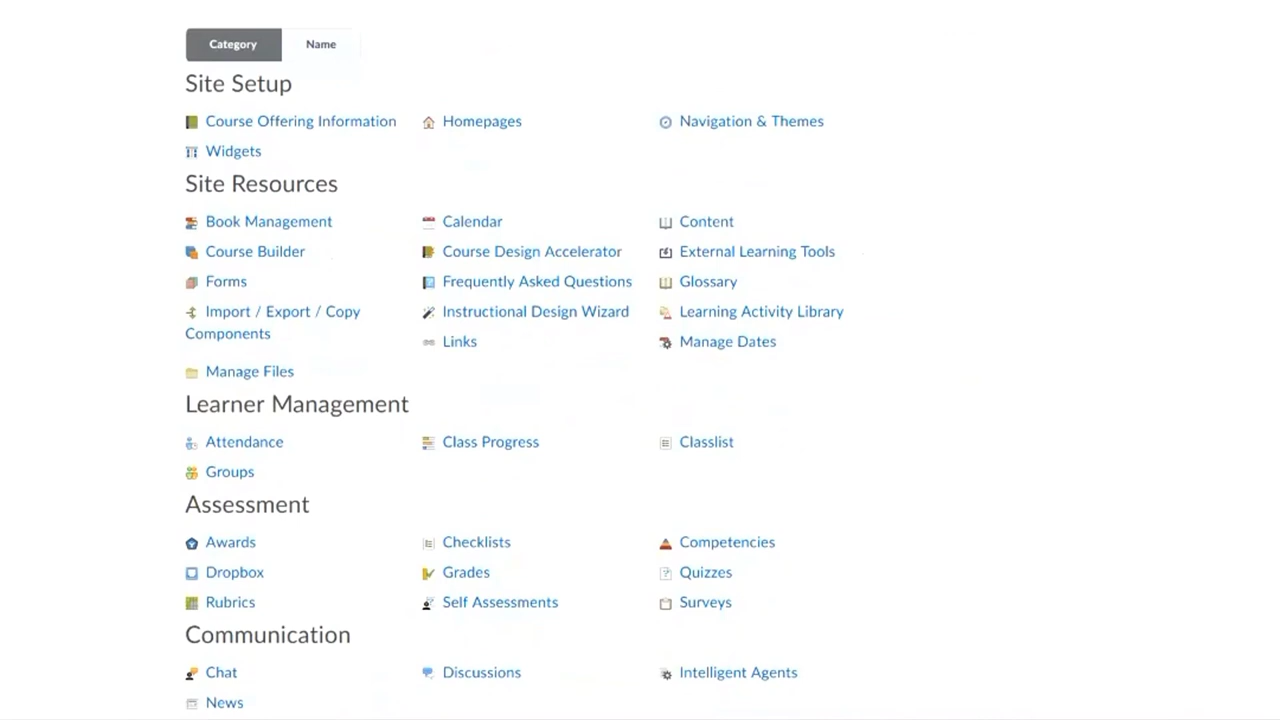 Category Name
Site Setup
Course Offering Information Homepages Navigation & Themes
Widgets
Site Resources
Book Management Calendar Content
Course Builder Course Design Accelerator External Learning Tools
Forms Frequently Asked Questions Glossary
Import / Export / Copy Instructional Design Wizard Learning Activity Library
Components
Links Manage Dates
Manage Files
Learner Management
Attendance Class Progress Classlist
Groups
Assessment
Awards Checklists Competencies
Dropbox Grades Quizzes
Rubrics Self Assessments Surveys
Communication
Chat Discussions Intelligent Agents
News